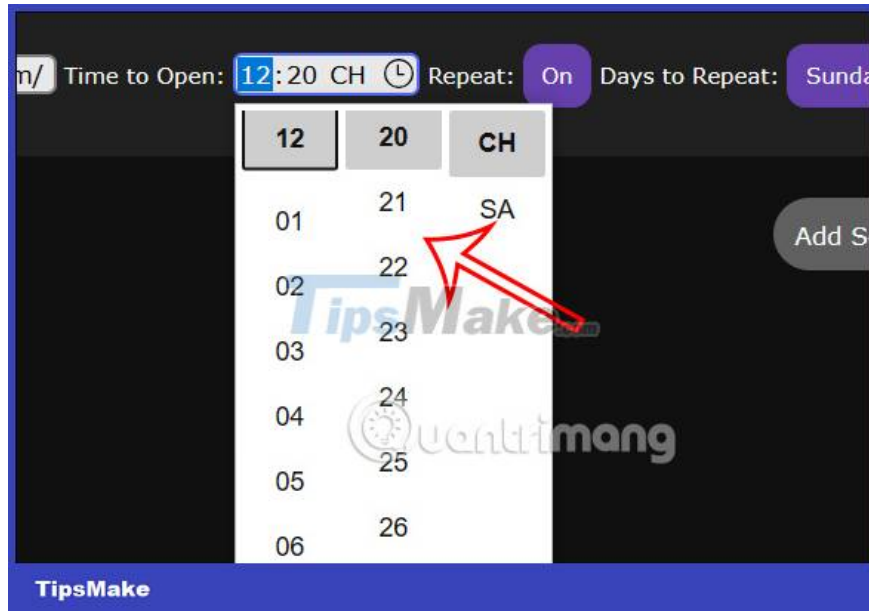 m/ Time to Open: 12:20 CH Repeat: On Days to Repeat: Sunda
12 20 CH
01 21 SA
02 22
03 23
04 24
05 25
06 26
Add S
TipsMake.com
Quantrimang
TipsMake